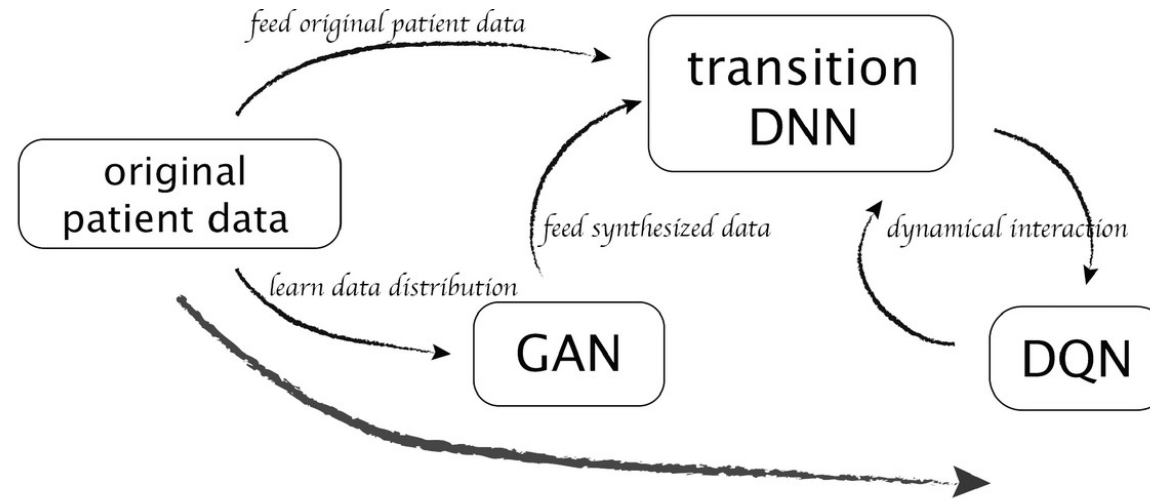 feed original patient data
transition
DNN
original
patient data
feed synthesized data
dynamical interaction
learn data distribution
GAN
DQN